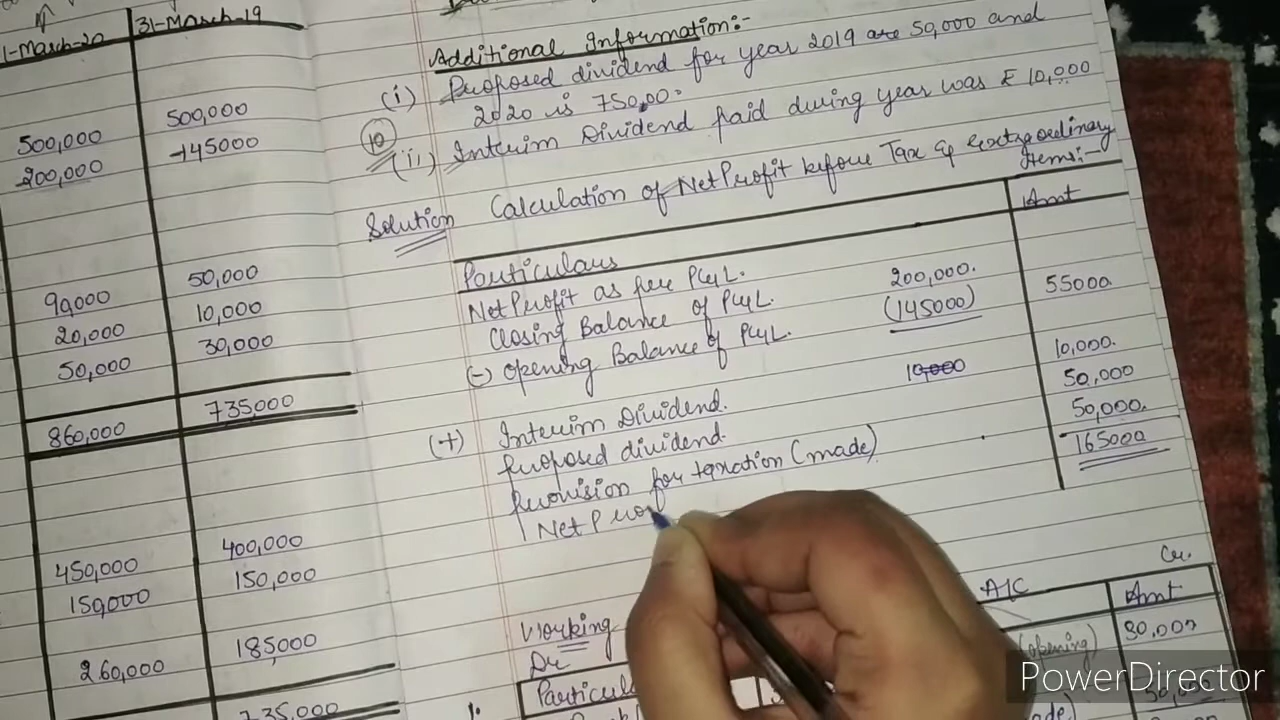 1-March-20 31-March-19
500,000 500,000
200,000 145000
90,000 50,000
20,000 10,000
50,000 30,000
860,000 735000
450,000 400,000
150,000 150,000
260,000 185000
735,000
Additional Information:-
(i) Proposed dividend for year 2019 are 50,000 and
2020 is 750,00.
10
(ii) Interim Dividend paid during year was ₹ 10,000
Solution Calculation of Net Profit before Tax & extraordinary
Items:-
Particulars Amt
Net Profit as per P&L.
Closing Balance of P&L. 200,000. 55000
(-) Opening Balance of P&L. (145000)
(+) Interim Dividend. 10,000 10,000.
Proposed dividend. 50,000
Provision for taxation (made) 50,000.
Net Pro 165000
Working
Dr A/C Cr.
Particul Amt
(opening) 30,000
PowerDirector